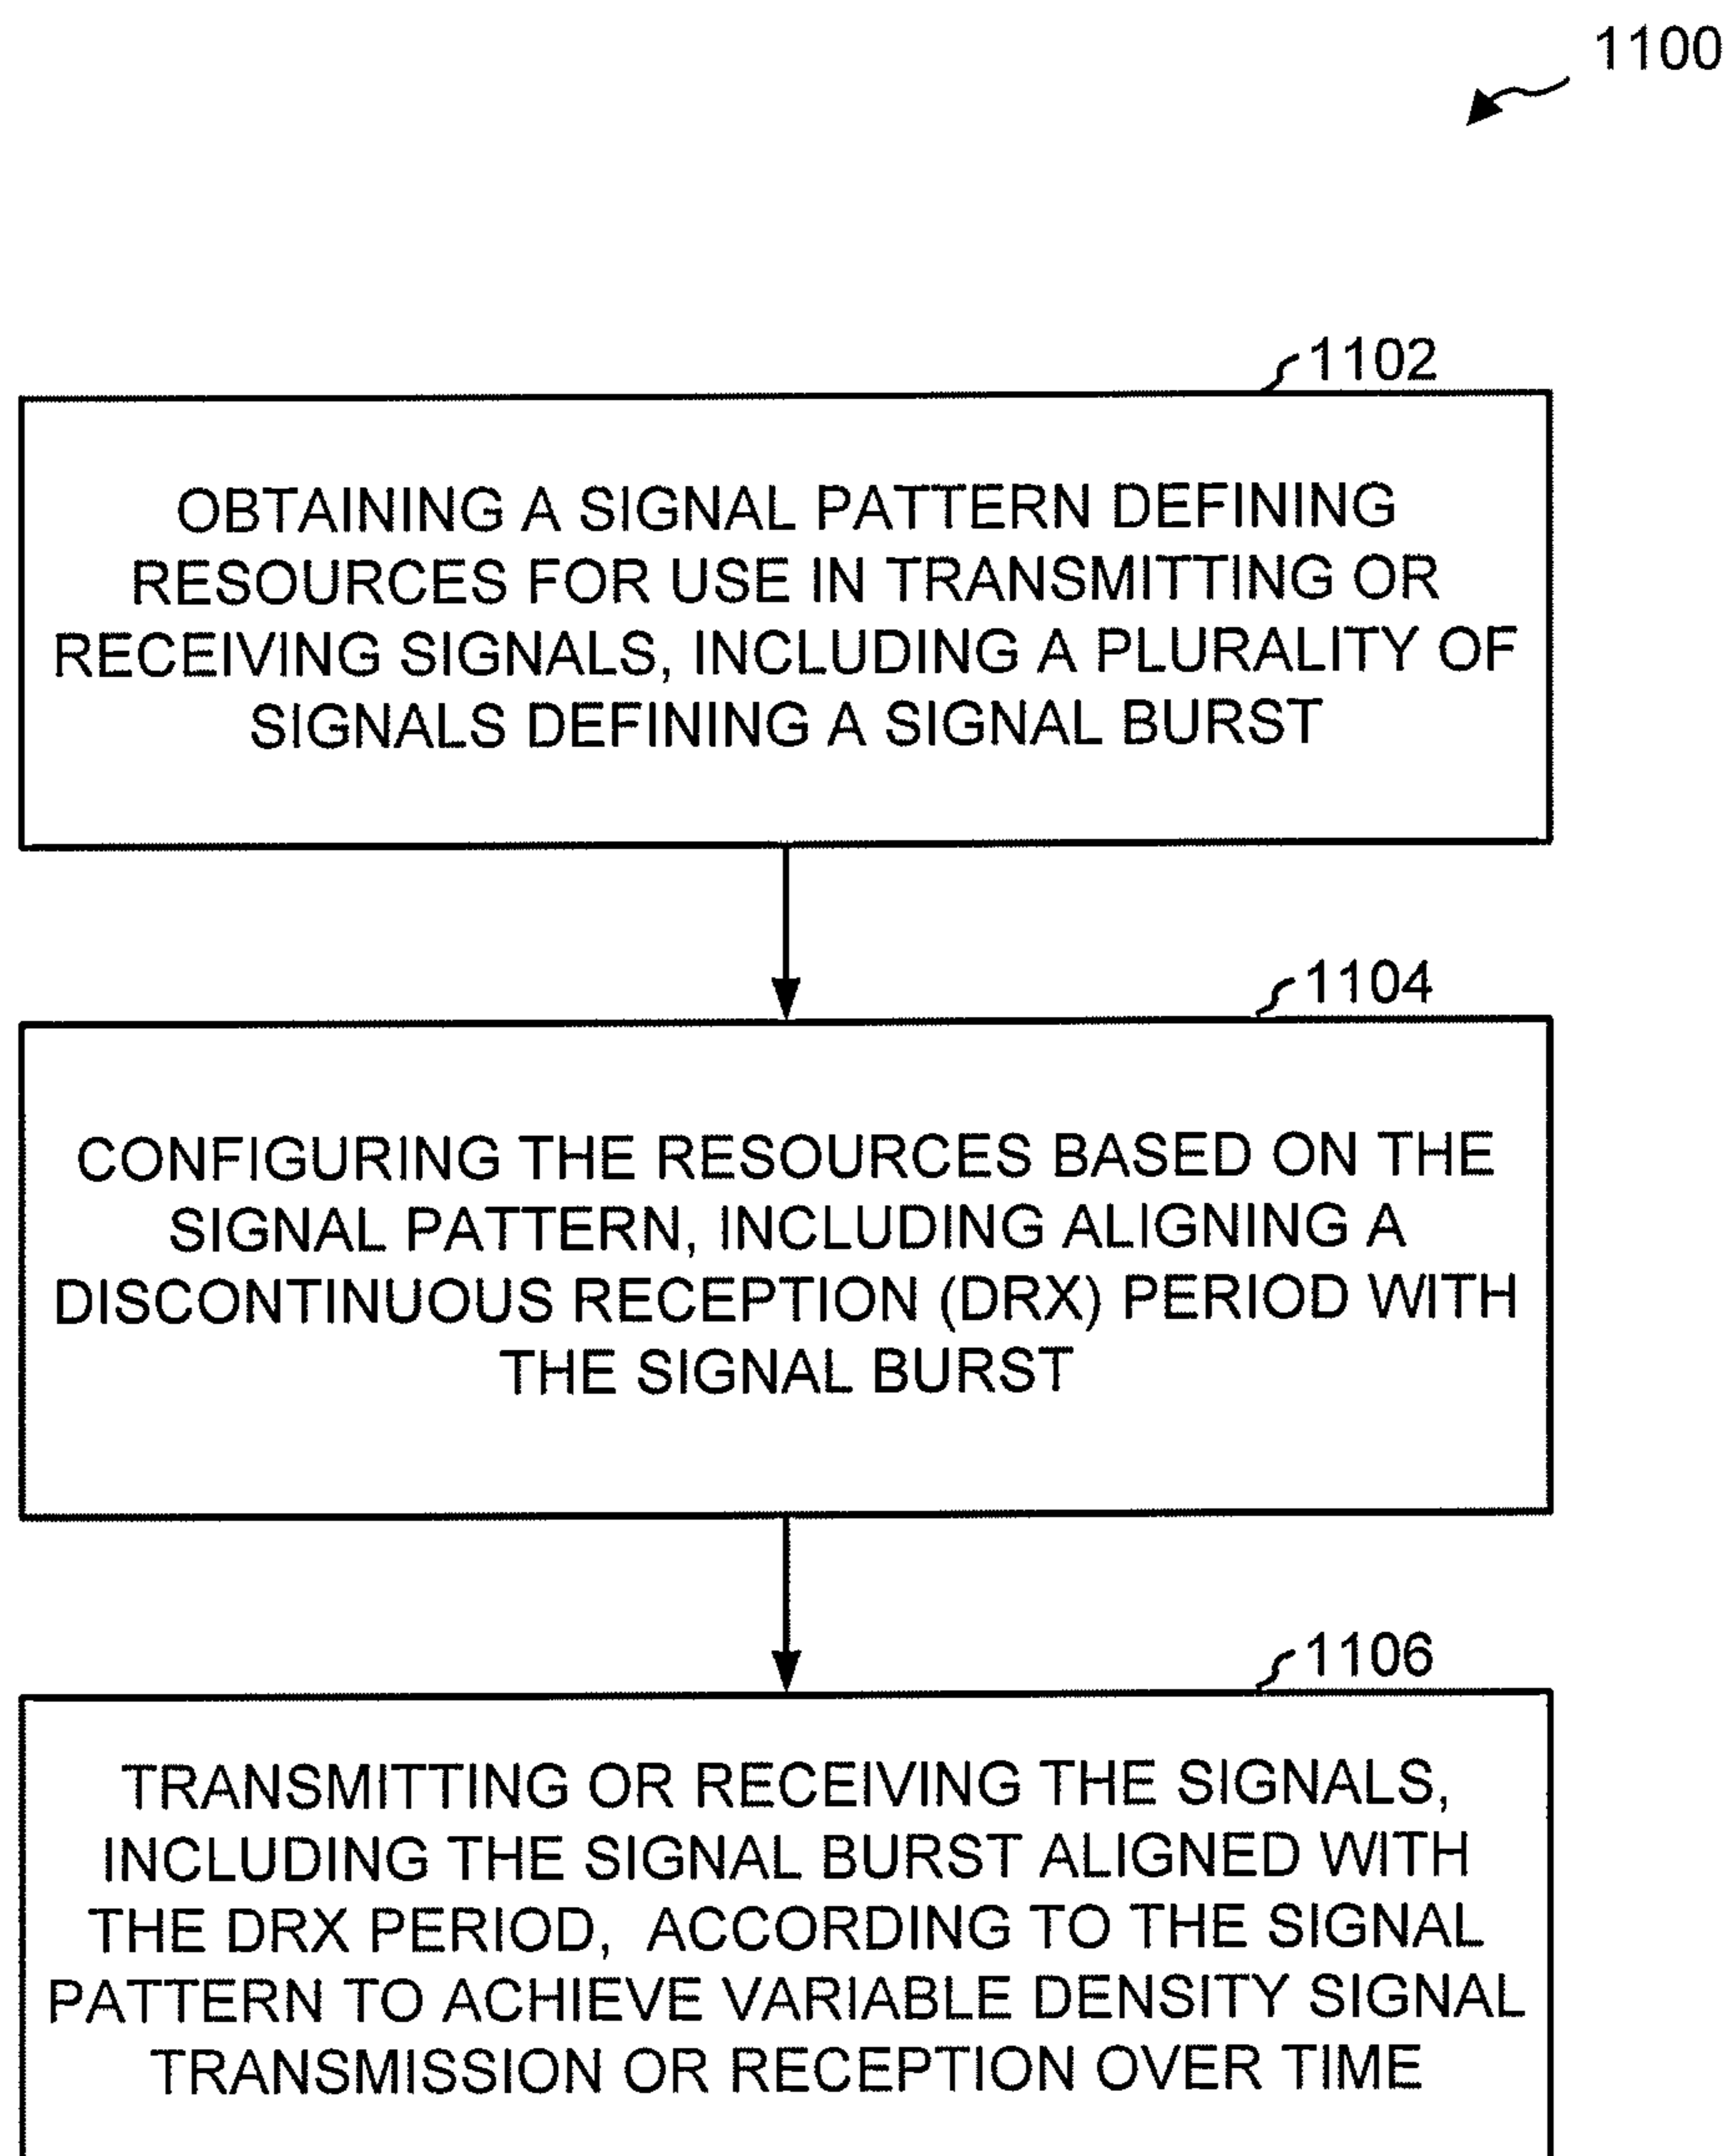 1100
1102
OBTAINING A SIGNAL PATTERN DEFINING
RESOURCES FOR USE IN TRANSMITTING OR
RECEIVING SIGNALS, INCLUDING A PLURALITY OF
SIGNALS DEFINING A SIGNAL BURST
1104
CONFIGURING THE RESOURCES BASED ON THE
SIGNAL PATTERN, INCLUDING ALIGNING A
DISCONTINUOUS RECEPTION (DRX) PERIOD WITH
THE SIGNAL BURST
1106
TRANSMITTING OR RECEIVING THE SIGNALS,
INCLUDING THE SIGNAL BURST ALIGNED WITH
THE DRX PERIOD, ACCORDING TO THE SIGNAL
PATTERN TO ACHIEVE VARIABLE DENSITY SIGNAL
TRANSMISSION OR RECEPTION OVER TIME